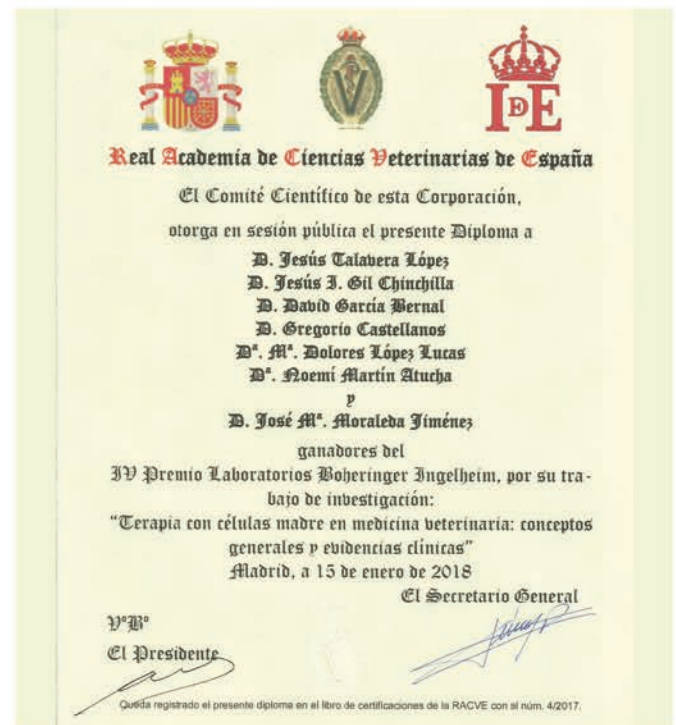 V
IDE
Real Academia de Ciencias Veterinarias de España
El Comité Científico de esta Corporación,
otorga en sesión pública el presente Diploma a
D. Jesús Talavera López
D. Jesús I. Gil Chinchilla
D. David García Bernal
D. Gregorio Castellanos
Dª. Mª. Dolores López Lucas
Dª. Noemí Martín Atucha
y
D. José Mª. Moraleda Jiménez
ganadores del
IV Premio Laboratorios Boheringer Ingelheim, por su tra-
bajo de investigación:
“Terapia con células madre en medicina veterinaria: conceptos
generales y evidencias clínicas”
Madrid, a 15 de enero de 2018
El Secretario General
VºBº
El Presidente
Queda registrado el presente diploma en el libro de certificaciones de la RACVE con el núm. 4/2017.